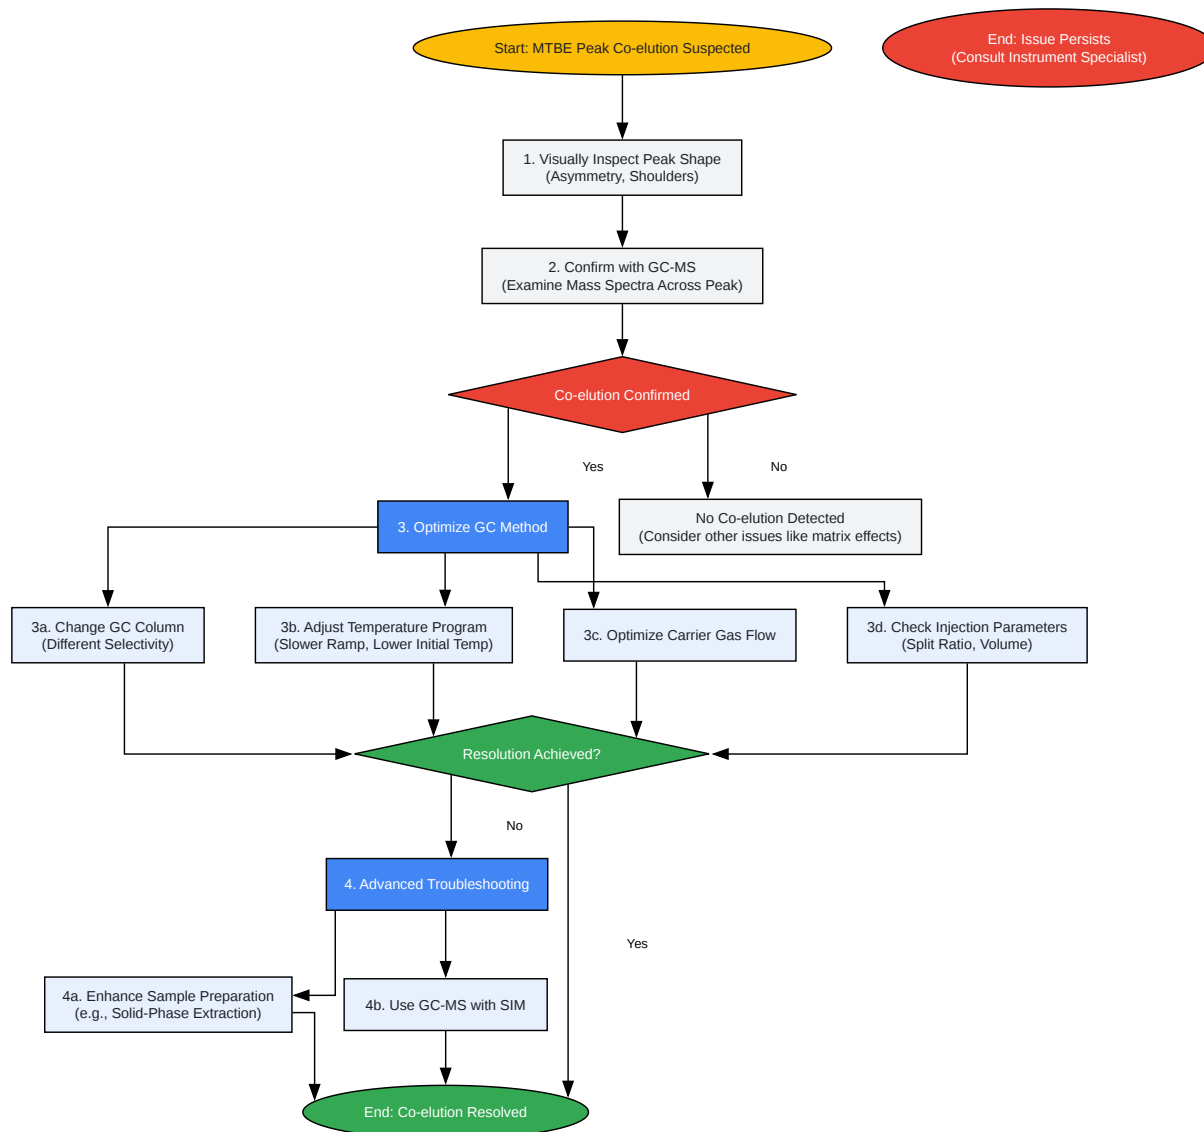 Start: MTBE Peak Co-elution Suspected
End: Issue Persists
(Consult Instrument Specialist)
1. Visually Inspect Peak Shape
(Asymmetry, Shoulders)
2. Confirm with GC-MS
(Examine Mass Spectra Across Peak)
Co-elution Confirmed
Yes
No
3. Optimize GC Method
No Co-elution Detected
(Consider other issues like matrix effects)
3a. Change GC Column
(Different Selectivity)
3b. Adjust Temperature Program
(Slower Ramp, Lower Initial Temp)
3c. Optimize Carrier Gas Flow
3d. Check Injection Parameters
(Split Ratio, Volume)
Resolution Achieved?
No
4. Advanced Troubleshooting
Yes
4a. Enhance Sample Preparation
(e.g., Solid-Phase Extraction)
4b. Use GC-MS with SIM
End: Co-elution Resolved